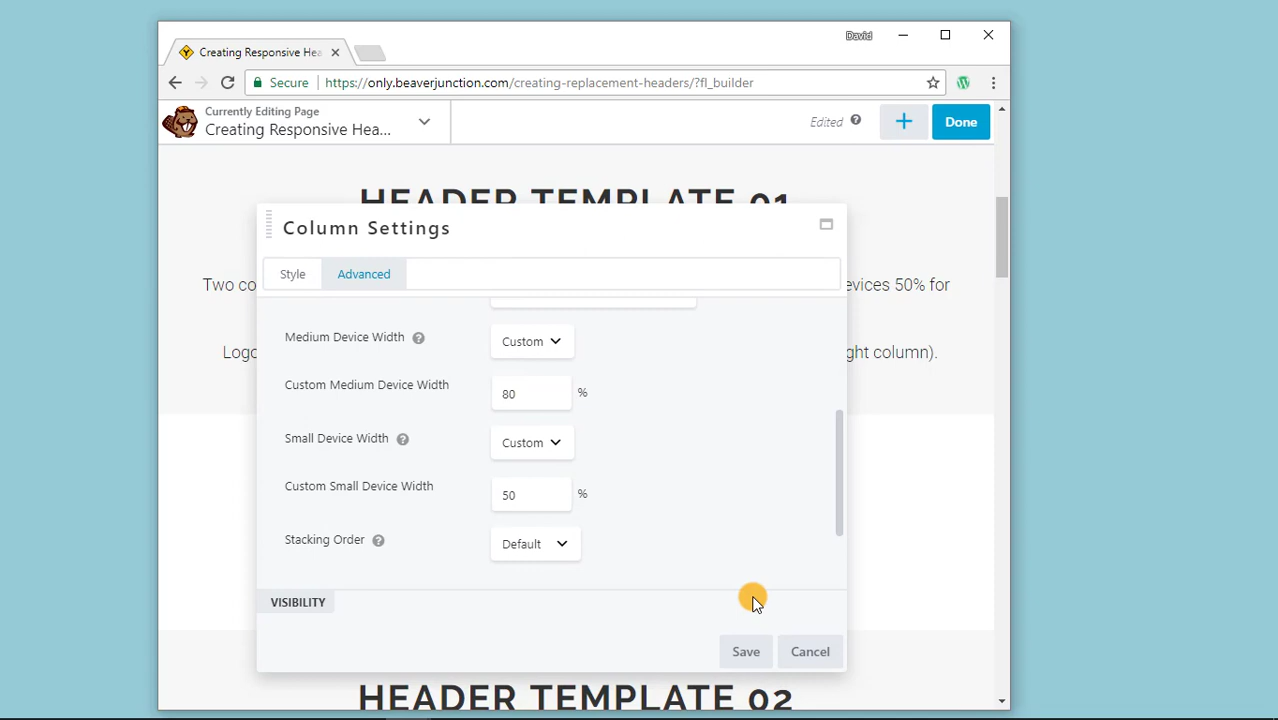 David
Creating Responsive Hea
Secure
https://only.beaverjunction.com/creating-replacement-headers/?fl_builder
Currently Editing Page
Creating Responsive Hea...
Edited
Done
HEADER TEMPLATE 01
Column Settings
Style
Advanced
Two co
evices 50% for
Medium Device Width
Custom
Logo
ght column).
Custom Medium Device Width
80
%
Small Device Width
Custom
Custom Small Device Width
50
%
Stacking Order
Default
VISIBILITY
Save
Cancel
HEADER TEMPLATE 02